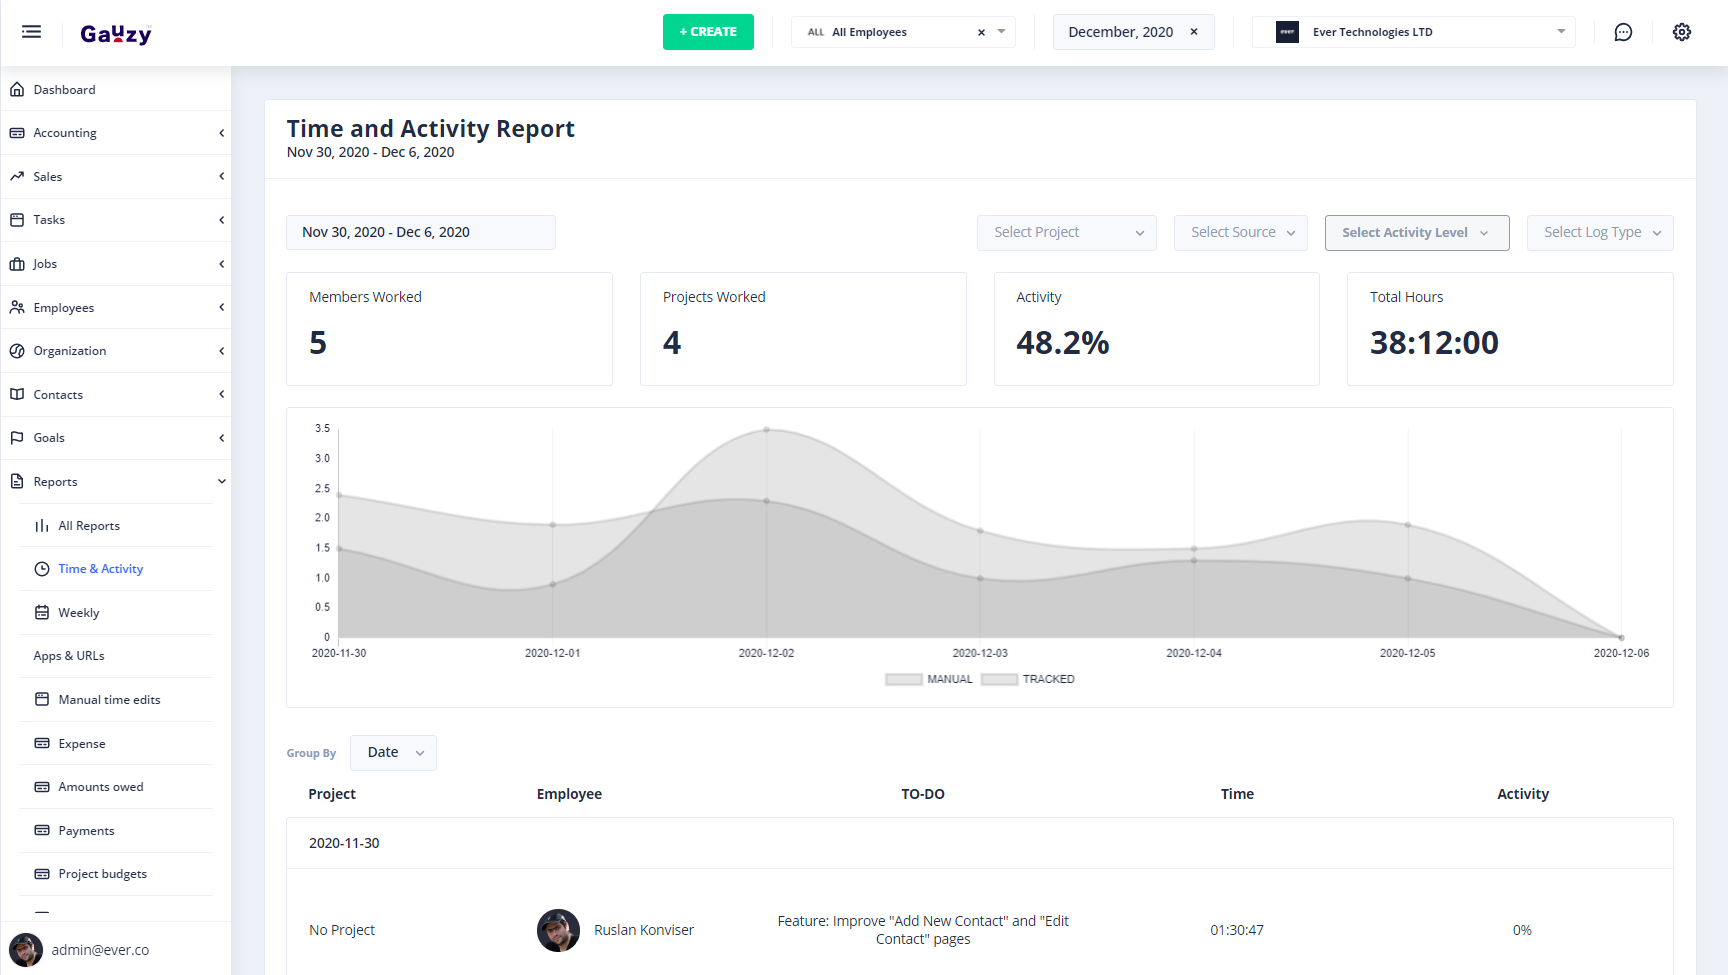 Gauzy
+ CREATE
ALL All Employees ×
December, 2020 ×
EVER Ever Technologies LTD
Dashboard
Accounting
Sales
Tasks
Jobs
Employees
Organization
Contacts
Goals
Reports
All Reports
Time & Activity
Weekly
Apps & URLs
Manual time edits
Expense
Amounts owed
Payments
Project budgets
admin@ever.co
Time and Activity Report
Nov 30, 2020 - Dec 6, 2020
Nov 30, 2020 - Dec 6, 2020
Select Project
Select Source
Select Activity Level
Select Log Type
Members Worked
5
Projects Worked
4
Activity
48.2%
Total Hours
38:12:00
3.5
3.0
2.5
2.0
1.5
1.0
0.5
0
2020-11-30 2020-12-01 2020-12-02 2020-12-03 2020-12-04 2020-12-05 2020-12-06
MANUAL TRACKED
Group By Date
Project Employee TO-DO Time Activity
2020-11-30
No Project Ruslan Konviser Feature: Improve "Add New Contact" and "Edit
Contact" pages 01:30:47 0%